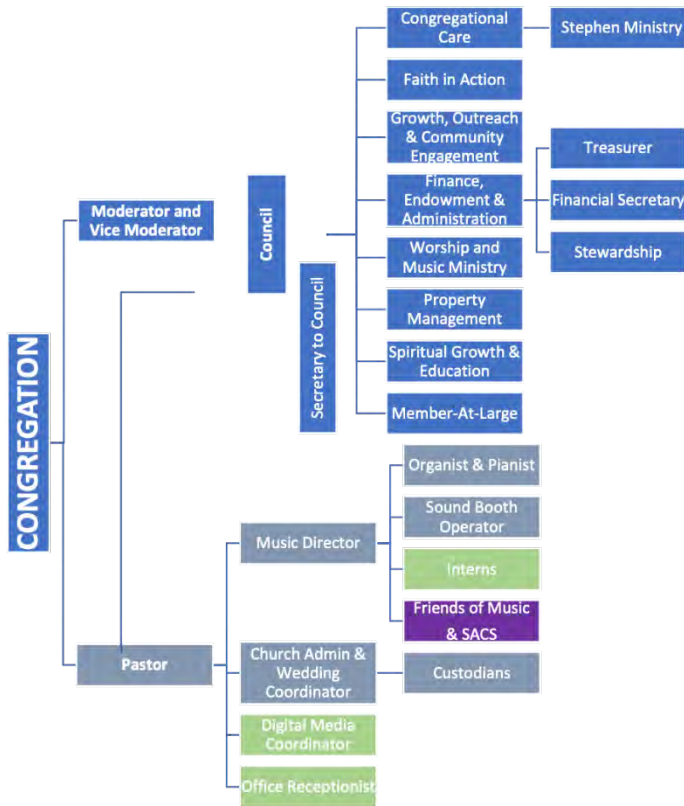 Congregational
Care
Stephen Ministry
Faith in Action
Growth, Outreach
& Community
Engagement
Treasurer
Finance,
Endowment &
Administration
Financial Secretary
Moderator and
Vice Moderator
Council
Worship and
Music Ministry
Stewardship
Secretary to Council
Property
Management
Spiritual Growth &
Education
Member-At-Large
CONGREGATION
Organist & Pianist
Sound Booth
Operator
Music Director
Interns
Friends of Music
& SACS
Pastor
Church Admin &
Wedding
Coordinator
Custodians
Digital Media
Coordinator
Office Receptionist